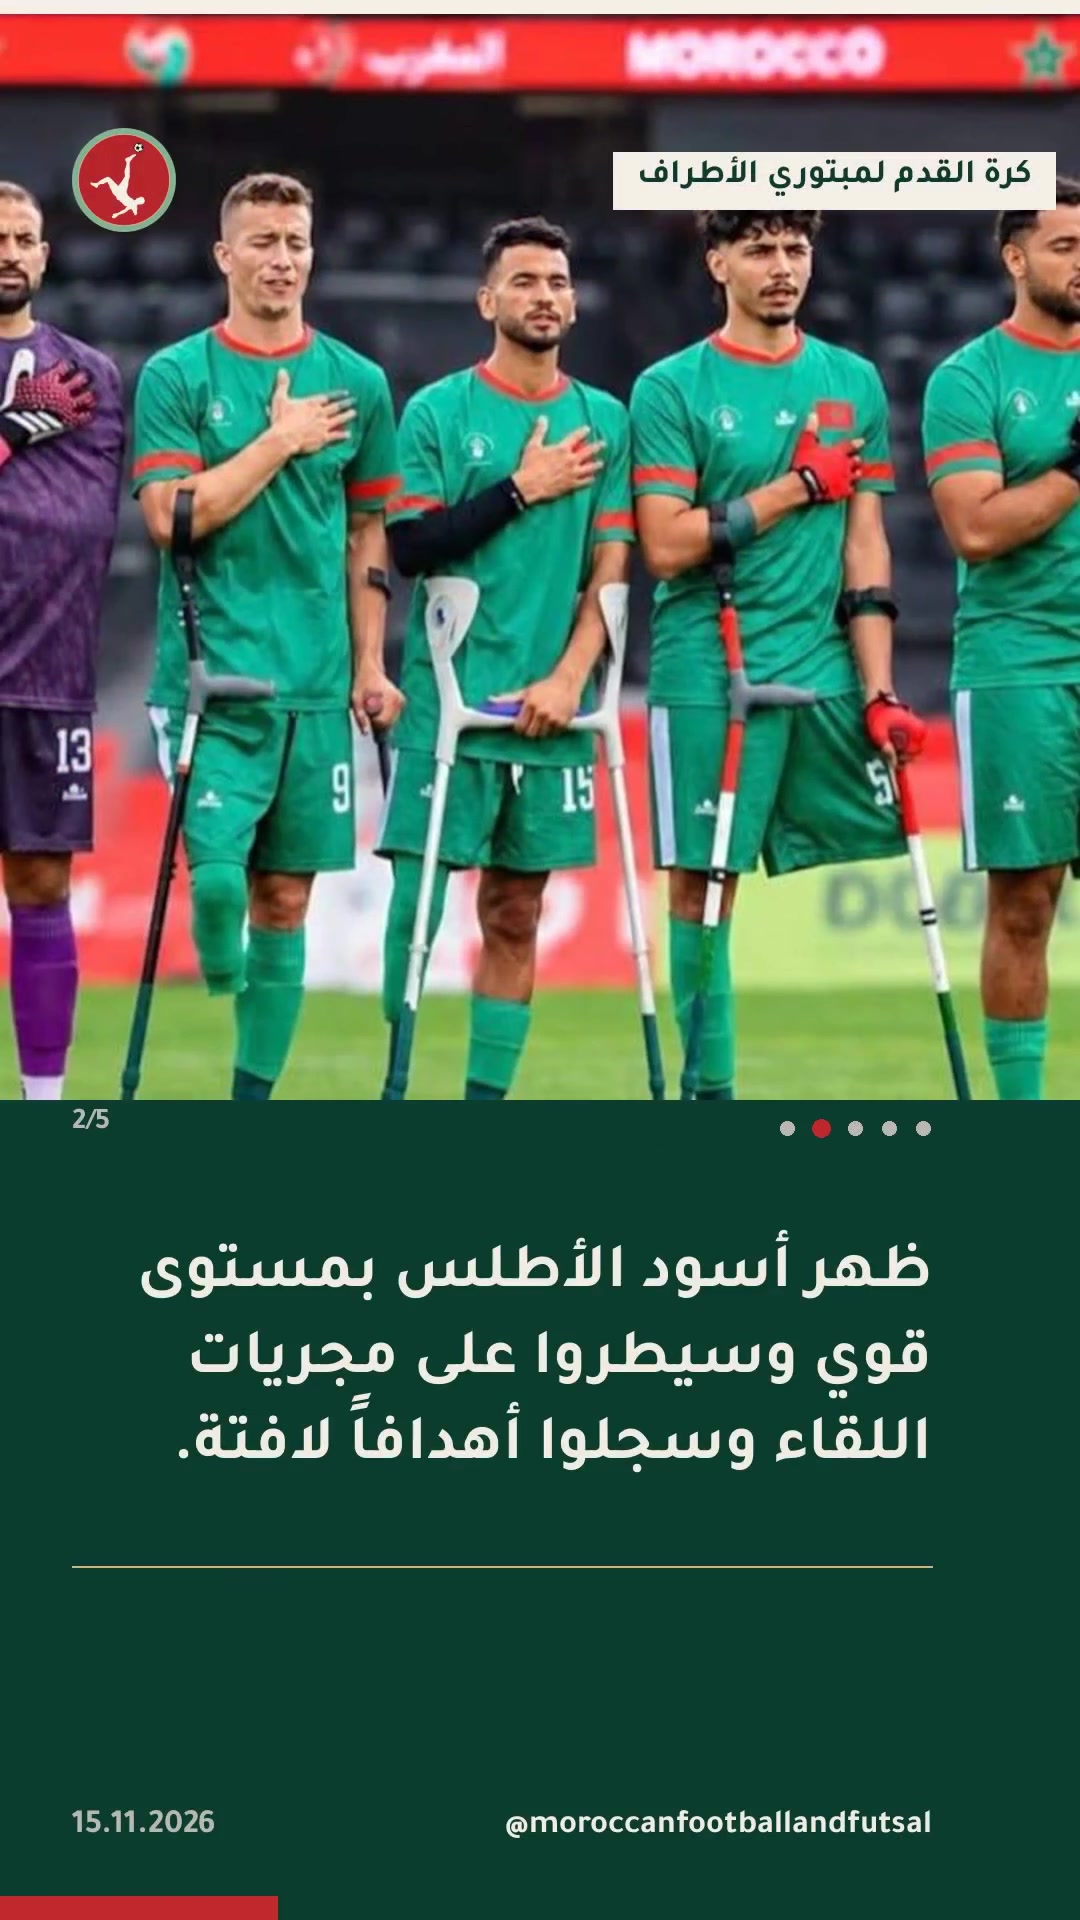 المغرب MOROCCO
كرة القدم لمبتوري الأطراف
13
9
15
5
2/5
ظهر أسود الأطلس بمستوى
قوي وسيطروا على مجريات
اللقاء وسجلوا أهدافاً لافتة.
15.11.2026
@moroccanfootballandfutsal